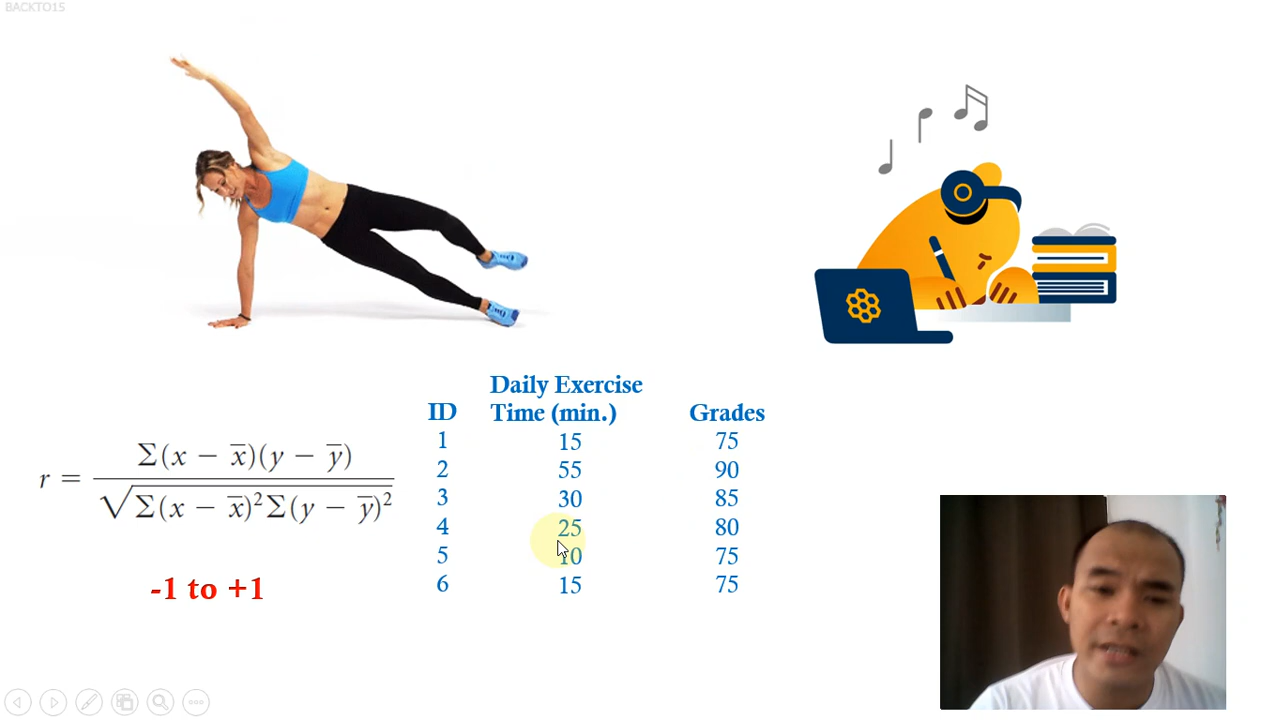 BACKTO15
Daily Exercise
ID Time (min.) Grades
1 15 75
2 55 90
3 30 85
4 25 80
5 10 75
6 15 75
r = Σ(x − x̅)(y − y̅) / √Σ(x − x̅)²Σ(y − y̅)²
-1 to +1